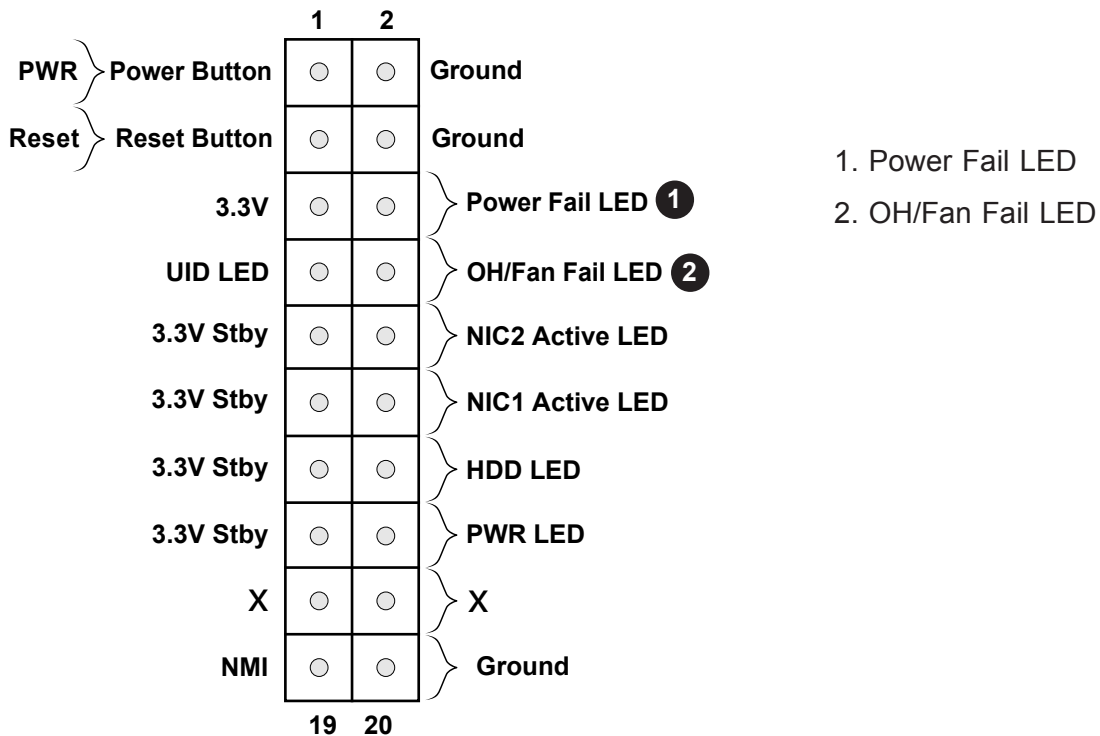 1 2
PWR Power Button Ground
Reset Reset Button Ground
3.3V Power Fail LED 1
UID LED OH/Fan Fail LED 2
3.3V Stby NIC2 Active LED
3.3V Stby NIC1 Active LED
3.3V Stby HDD LED
3.3V Stby PWR LED
X X
NMI Ground
19 20
1. Power Fail LED
2. OH/Fan Fail LED